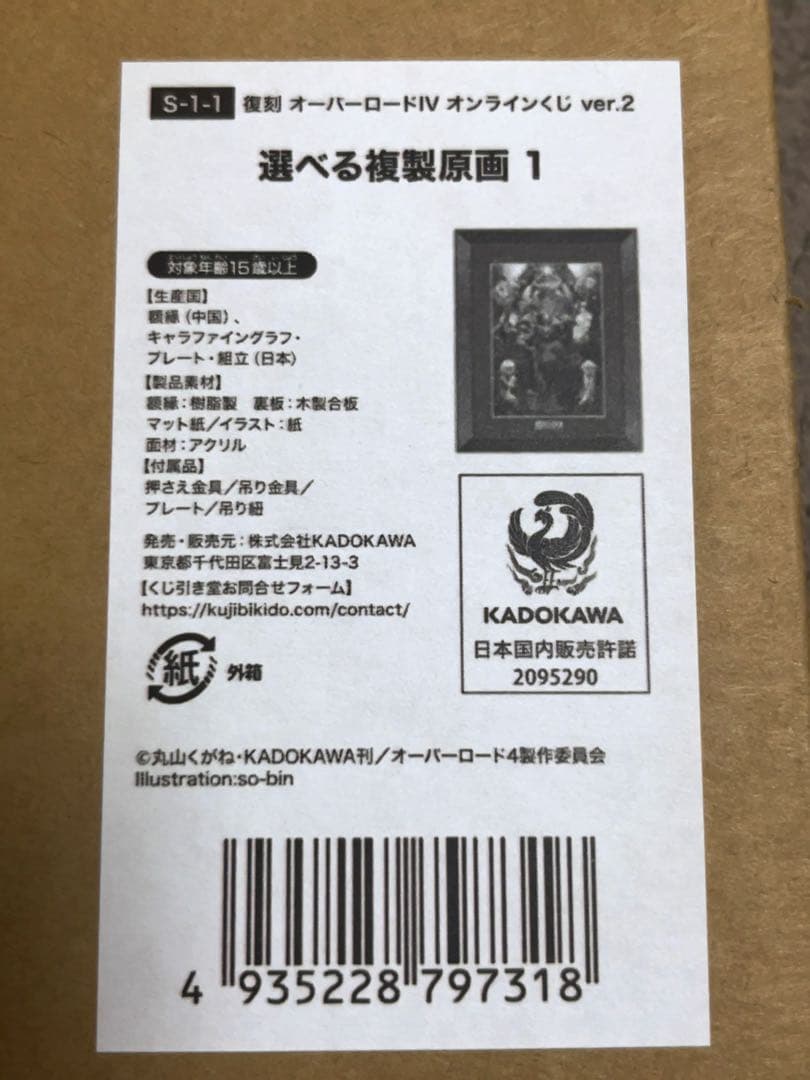 S-1-1 復刻 オーバーロードⅣ オンラインくじ ver.2
選べる複製原画 1
対象年齢15歳以上
【生産国】
額縁(中国)、
キャラファイングラフ・
プレート・組立(日本)
【製品素材】
額縁:樹脂製 裏板:木製合板
マット紙/イラスト:紙
面材:アクリル
【付属品】
押さえ金具/吊り金具/
プレート/吊り紐
発売・販売元:株式会社KADOKAWA
東京都千代田区富士見2-13-3
【くじ引き堂お問合せフォーム】
https://kujibikido.com/contact/
紙 外箱
KADOKAWA
日本国内販売許諾
2095290
©丸山くがね・KADOKAWA刊/オーバーロード4製作委員会
Illustration:so-bin
4 935228 797318